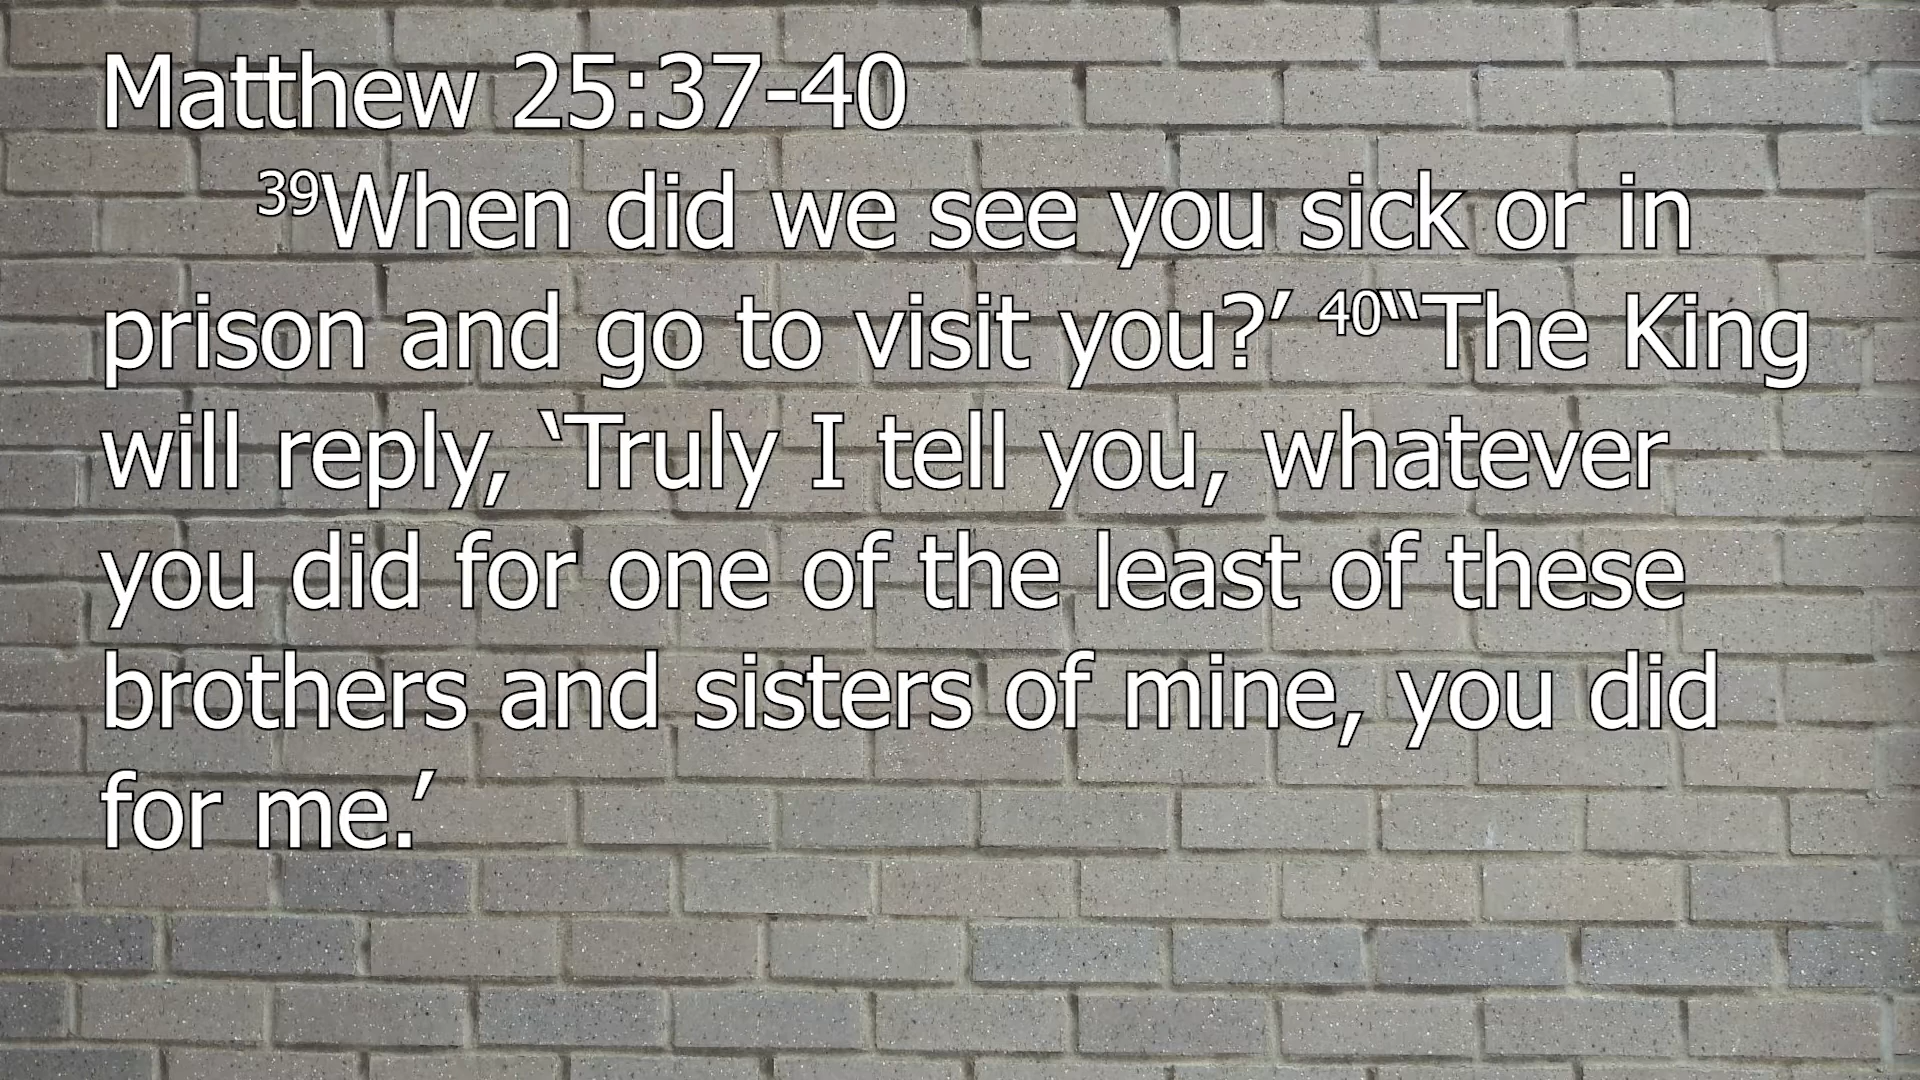 Matthew 25:37-40
39When did we see you sick or in
prison and go to visit you?’ 40“The King
will reply, ‘Truly I tell you, whatever
you did for one of the least of these
brothers and sisters of mine, you did
for me.’